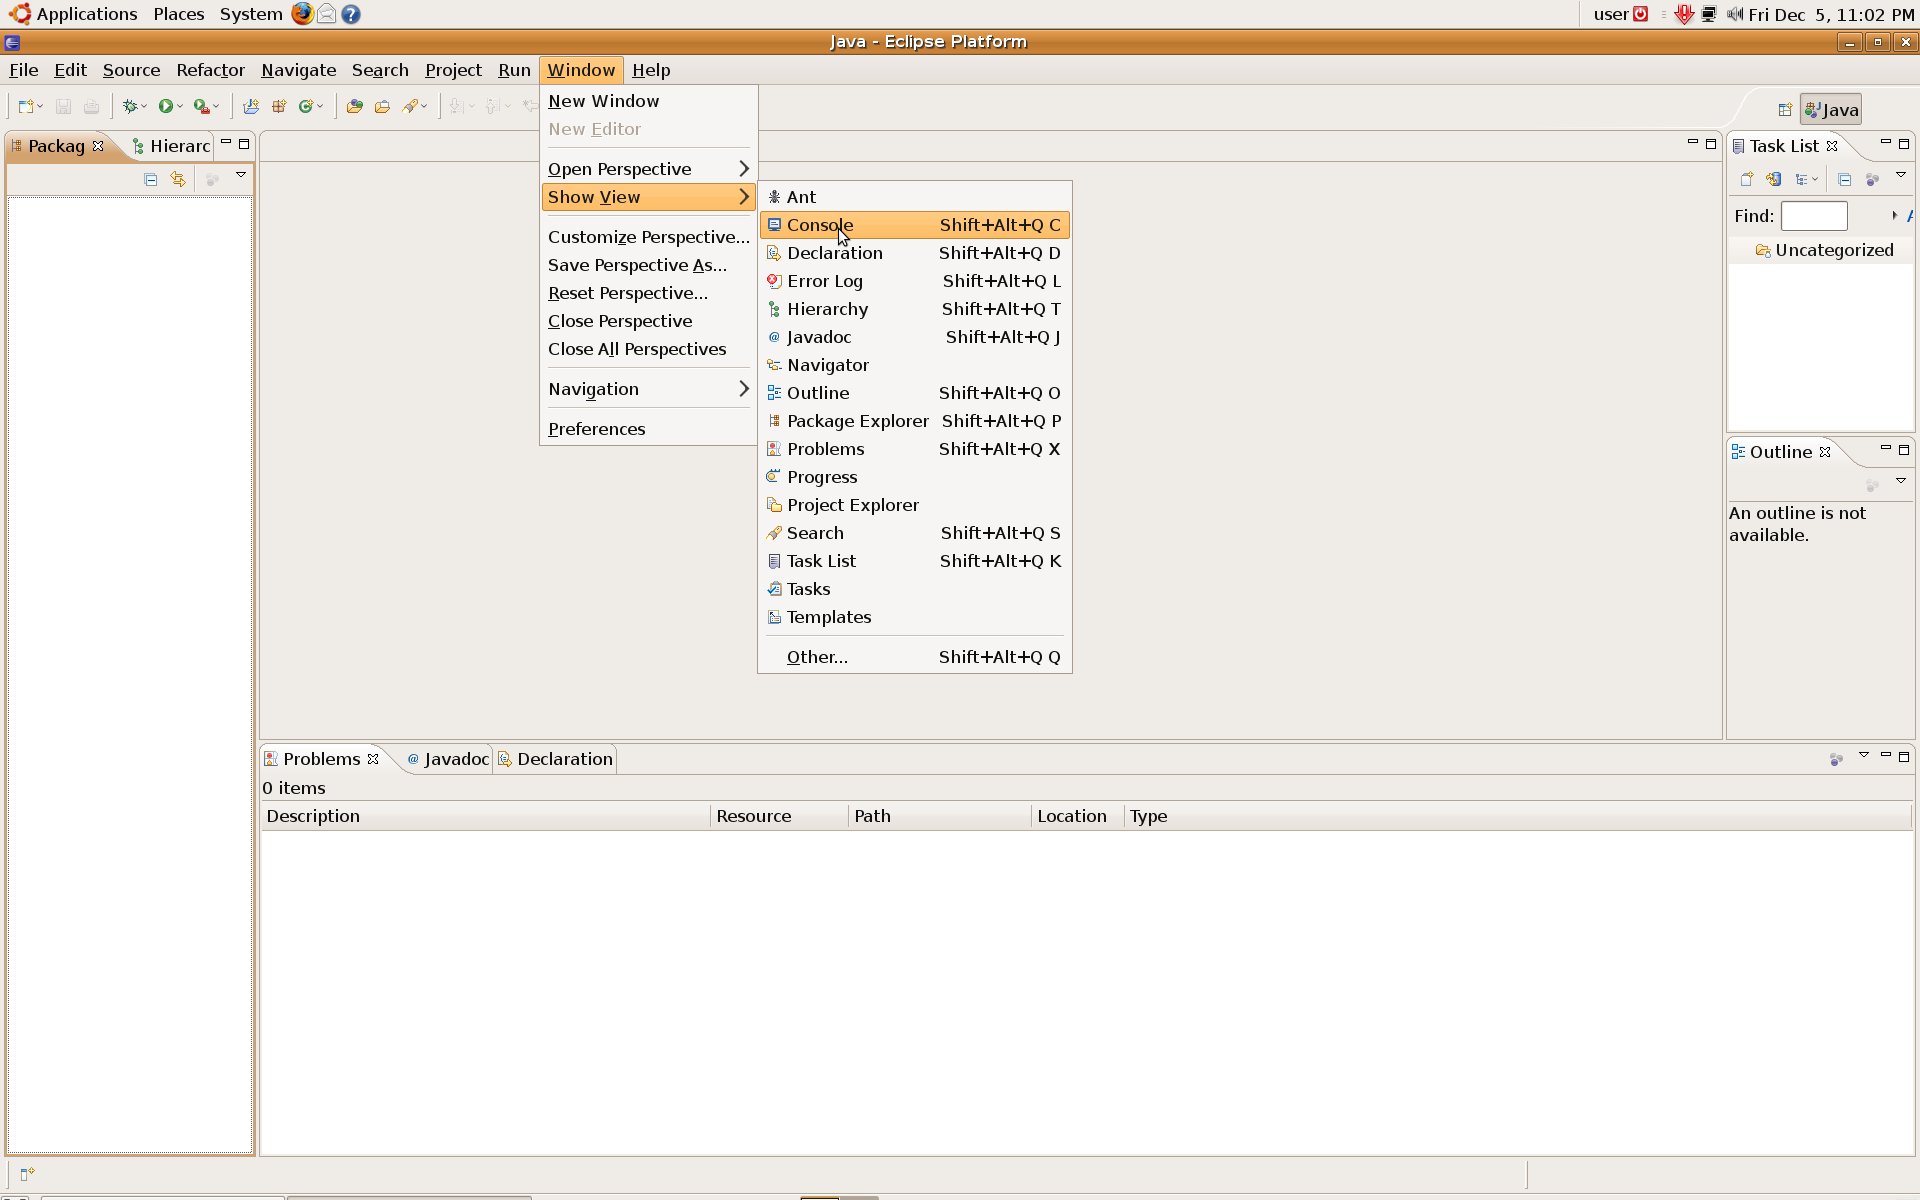 Applications Places System
user Fri Dec 5, 11:02 PM
Java - Eclipse Platform
File Edit Source Refactor Navigate Search Project Run Window Help
Java
New Window
New Editor
Open Perspective
Show View
Customize Perspective...
Save Perspective As...
Reset Perspective...
Close Perspective
Close All Perspectives
Navigation
Preferences
Ant
Console Shift+Alt+Q C
Declaration Shift+Alt+Q D
Error Log Shift+Alt+Q L
Hierarchy Shift+Alt+Q T
Javadoc Shift+Alt+Q J
Navigator
Outline Shift+Alt+Q O
Package Explorer Shift+Alt+Q P
Problems Shift+Alt+Q X
Progress
Project Explorer
Search Shift+Alt+Q S
Task List Shift+Alt+Q K
Tasks
Templates
Other... Shift+Alt+Q Q
Packag Hierarc
Task List
Find:
Uncategorized
Outline
An outline is not
available.
Problems Javadoc Declaration
0 items
Description Resource Path Location Type